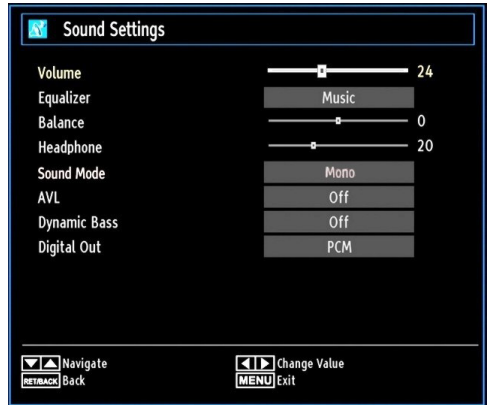 Sound Settings
Volume 24
Equalizer Music
Balance 0
Headphone 20
Sound Mode Mono
AVL Off
Dynamic Bass Off
Digital Out PCM
Navigate Change Value
RET/BACK Back MENU Exit